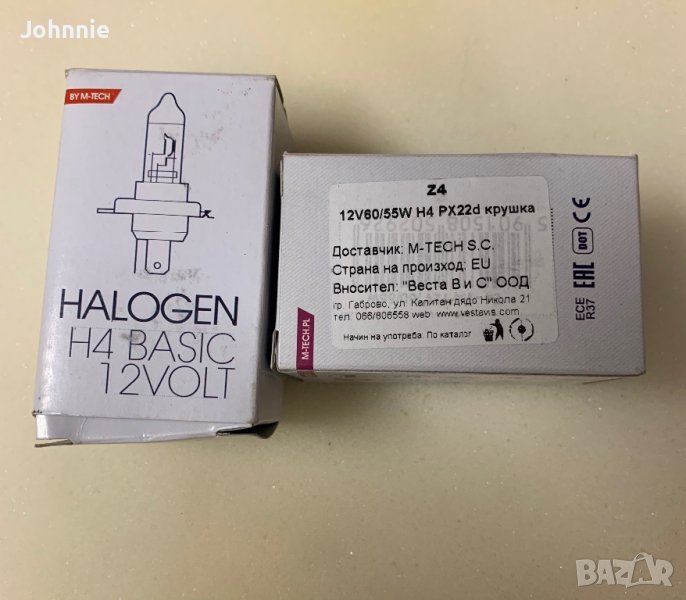 Johnnie
BY M-TECH
HALOGEN
H4 BASIC
12VOLT
Z4
12V60/55W H4 PX22d крушка
Доставчик: M-TECH S.C.
Страна на произход: EU
Вносител: "Веста В и С" ООД
гр. Габрово, ул. Капитан дядо Никола 21
тел. 066/806558 web: www.vestavis.com
Начин на употреба: По каталог
M-TECH.PL
ECE
R37
EAC
DOT
CE
BAZAR